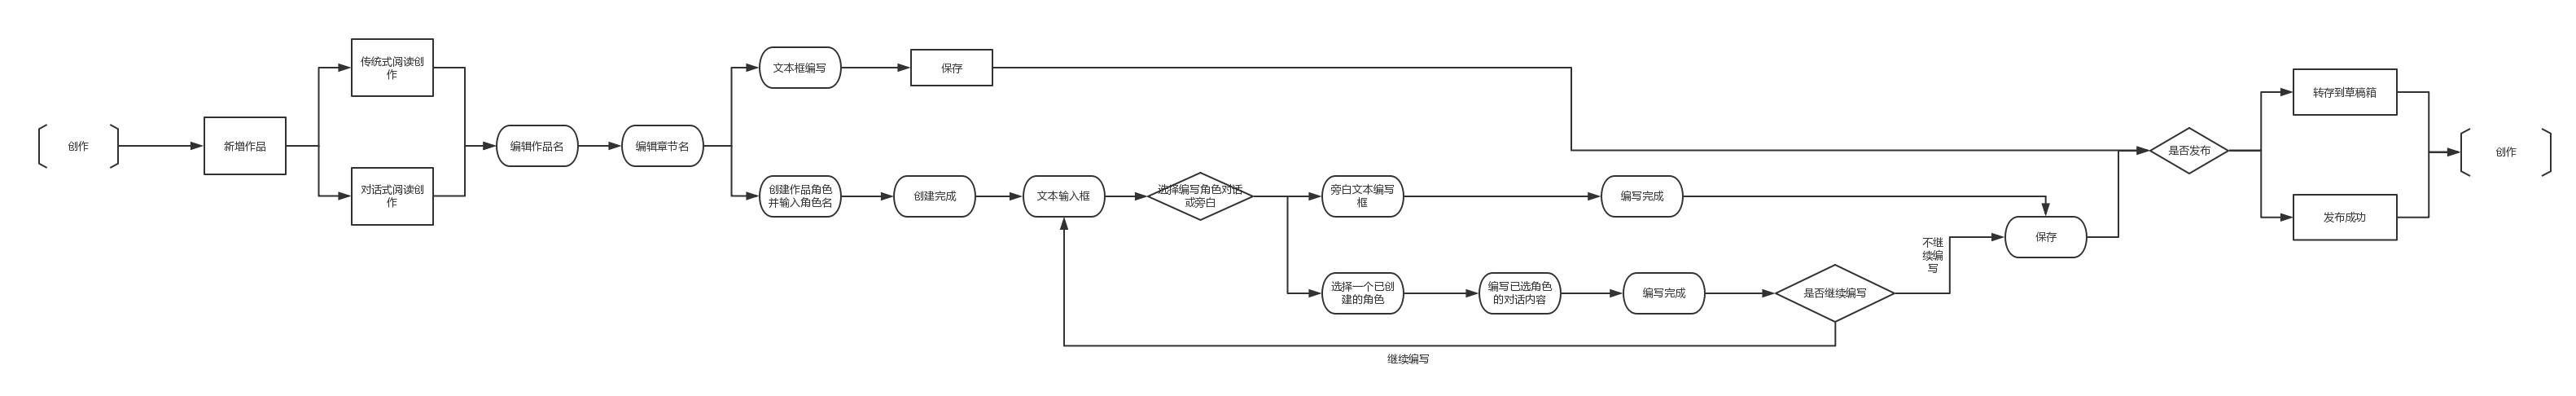 创作
新增作品
传统式阅读创
作
对话式阅读创
作
编辑作品名
编辑章节名
文本框编写
保存
创建作品角色
并输入角色名
创建完成
文本输入框
选择编写角色对话
或旁白
旁白文本编写
框
编写完成
选择一个已创
建的角色
编写已选角色
的对话内容
编写完成
是否继续编写
继续编写
不继
续编
写
保存
是否发布
转存到草稿箱
发布成功
创作